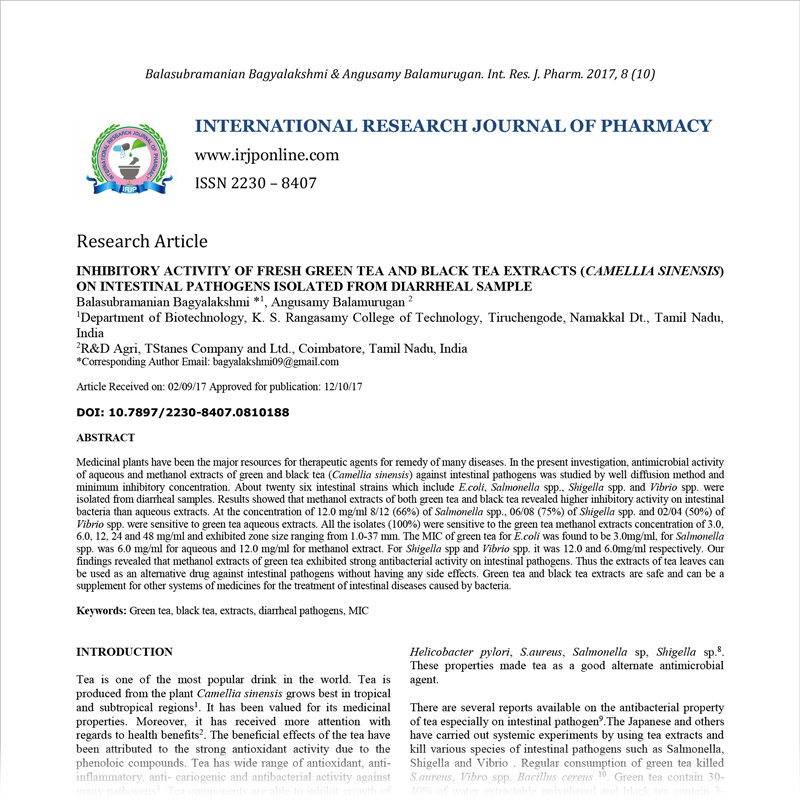 Balasubramanian Bagyalakshmi & Angusamy Balamurugan. Int. Res. J. Pharm. 2017, 8 (10)
INTERNATIONAL RESEARCH JOURNAL OF PHARMACY
www.irjponline.com
ISSN 2230 – 8407
INTERNATIONAL RESEARCH JOURNAL OF PHARMACY
IRJP
Research Article
INHIBITORY ACTIVITY OF FRESH GREEN TEA AND BLACK TEA EXTRACTS (CAMELLIA SINENSIS)
ON INTESTINAL PATHOGENS ISOLATED FROM DIARRHEAL SAMPLE
Balasubramanian Bagyalakshmi *¹, Angusamy Balamurugan ²
¹Department of Biotechnology, K. S. Rangasamy College of Technology, Tiruchengode, Namakkal Dt., Tamil Nadu,
India
²R&D Agri, TStanes Company and Ltd., Coimbatore, Tamil Nadu, India
*Corresponding Author Email: bagyalakshmi09@gmail.com
Article Received on: 02/09/17 Approved for publication: 12/10/17
DOI: 10.7897/2230-8407.0810188
ABSTRACT
Medicinal plants have been the major resources for therapeutic agents for remedy of many diseases. In the present investigation, antimicrobial activity
of aqueous and methanol extracts of green and black tea (Camellia sinensis) against intestinal pathogens was studied by well diffusion method and
minimum inhibitory concentration. About twenty six intestinal strains which include E.coli, Salmonella spp., Shigella spp. and Vibrio spp. were
isolated from diarrheal samples. Results showed that methanol extracts of both green tea and black tea revealed higher inhibitory activity on intestinal
bacteria than aqueous extracts. At the concentration of 12.0 mg/ml 8/12 (66%) of Salmonella spp., 06/08 (75%) of Shigella spp. and 02/04 (50%) of
Vibrio spp. were sensitive to green tea aqueous extracts. All the isolates (100%) were sensitive to the green tea methanol extracts concentration of 3.0,
6.0, 12, 24 and 48 mg/ml and exhibited zone size ranging from 1.0-37 mm. The MIC of green tea for E.coli was found to be 3.0mg/ml, for Salmonella
spp. was 6.0 mg/ml for aqueous and 12.0 mg/ml for methanol extract. For Shigella spp and Vibrio spp. it was 12.0 and 6.0mg/ml respectively. Our
findings revealed that methanol extracts of green tea exhibited strong antibacterial activity on intestinal pathogens. Thus the extracts of tea leaves can
be used as an alternative drug against intestinal pathogens without having any side effects. Green tea and black tea extracts are safe and can be a
supplement for other systems of medicines for the treatment of intestinal diseases caused by bacteria.
Keywords: Green tea, black tea, extracts, diarrheal pathogens, MIC
INTRODUCTION
Tea is one of the most popular drink in the world. Tea is
produced from the plant Camellia sinensis grows best in tropical
and subtropical regions¹. It has been valued for its medicinal
properties. Moreover, it has received more attention with
regards to health benefits². The beneficial effects of the tea have
been attributed to the strong antioxidant activity due to the
pheneloic compounds. Tea has wide range of antioxidant, anti-
inflammatory, anti- cariogenic and antibacterial activity against
many pathogens³. Tea components are able to inhibit growth of
Helicobacter pylori, S.aureus, Salmonella sp, Shigella sp.⁸.
These properties made tea as a good alternate antimicrobial
agent.
There are several reports available on the antibacterial property
of tea especially on intestinal pathogen⁹.The Japanese and others
have carried out systemic experiments by using tea extracts and
kill various species of intestinal pathogens such as Salmonella,
Shigella and Vibrio . Regular consumption of green tea killed
S.aureus, Vibro spp. Bacillus cereus ¹⁰. Green tea contain 30-
40% of water extractable polyphenol and black tea contain 3-